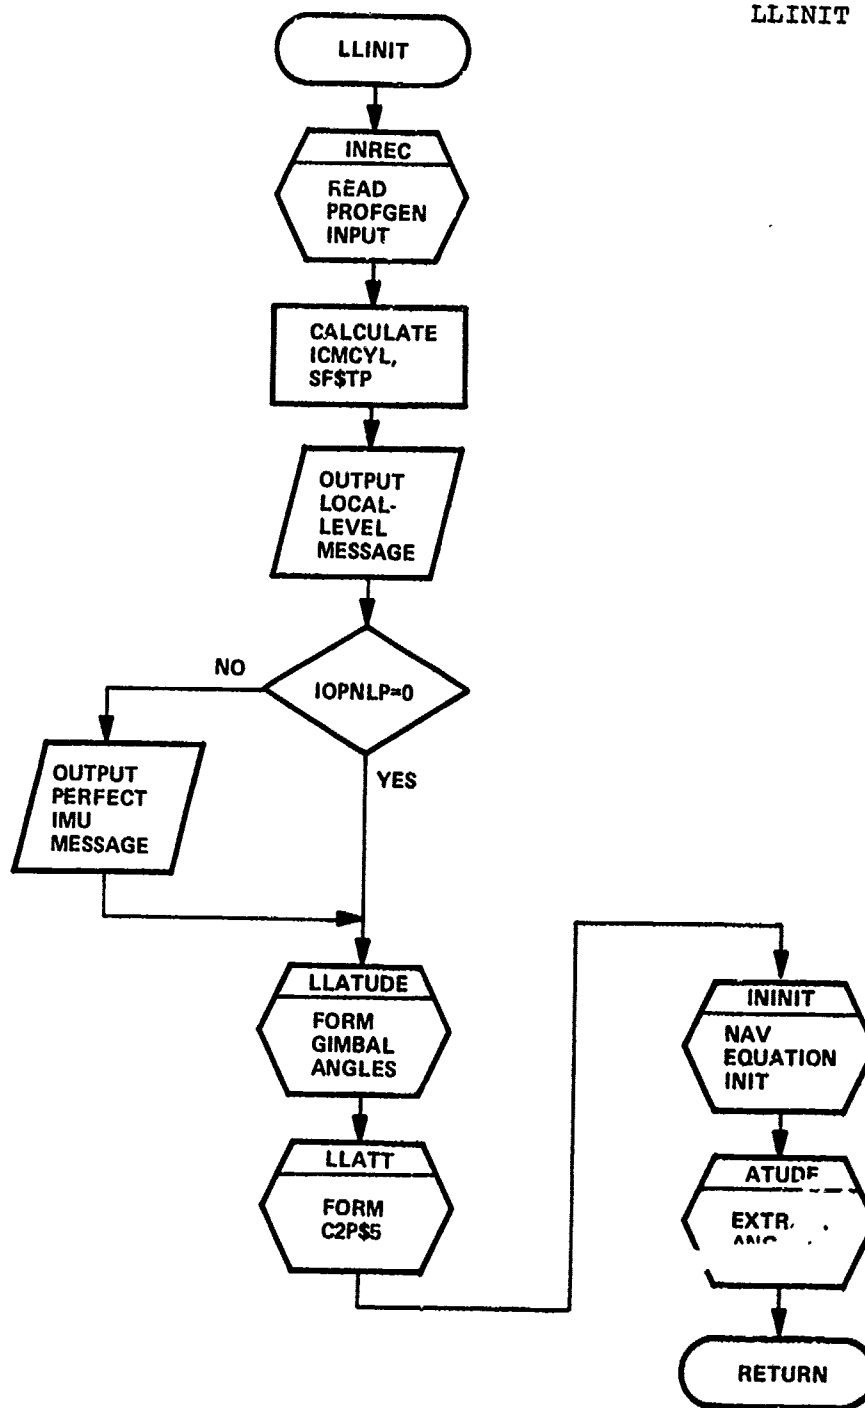 LLINIT
LLINIT
INREC
READ
PROFGEN
INPUT
CALCULATE
ICMCYL,
SF$TP
OUTPUT
LOCAL-
LEVEL
MESSAGE
IOPNLP=0
NO
YES
OUTPUT
PERFECT
IMU
MESSAGE
LLATUDE
FORM
GIMBAL
ANGLES
LLATT
FORM
C2P$5
ININIT
NAV
EQUATION
INIT
ATUDE
RETURN